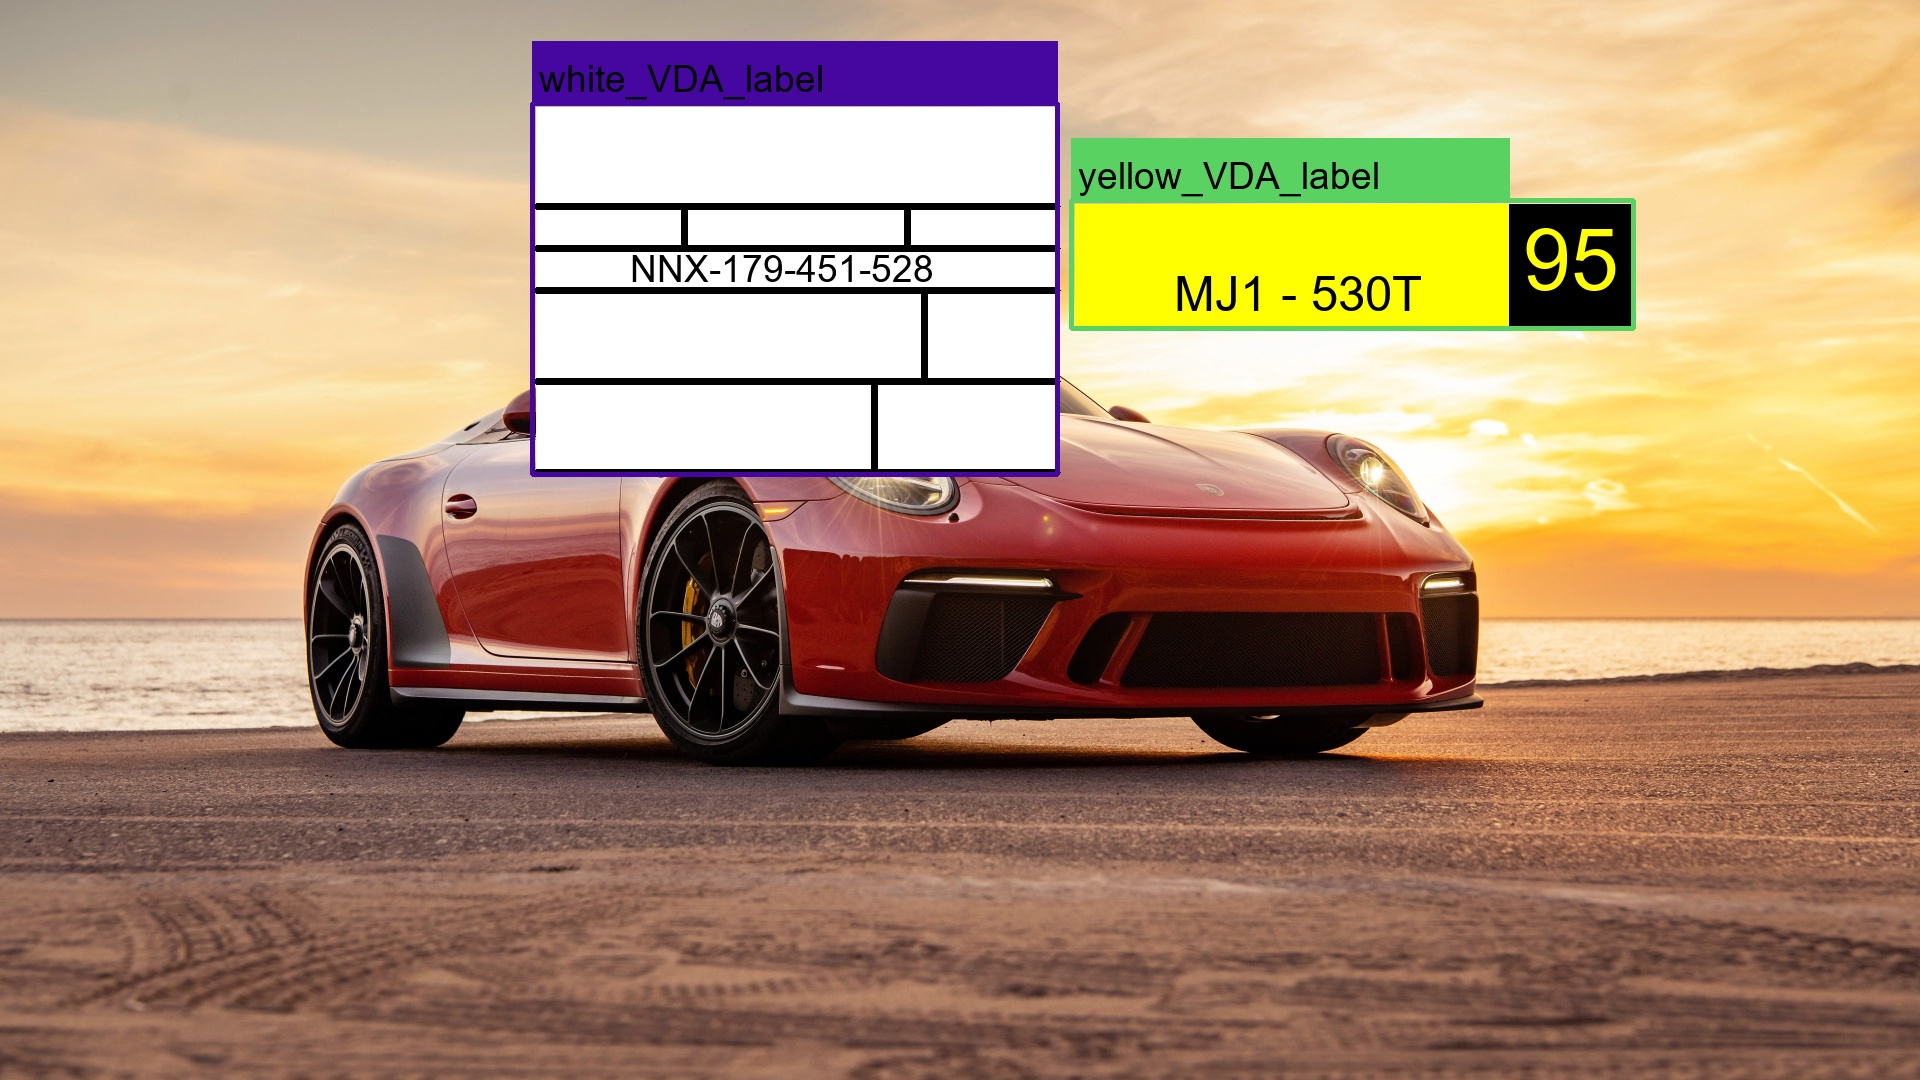 white_VDA_label
yellow_VDA_label
NNX-179-451-528
MJ1 - 530T
95